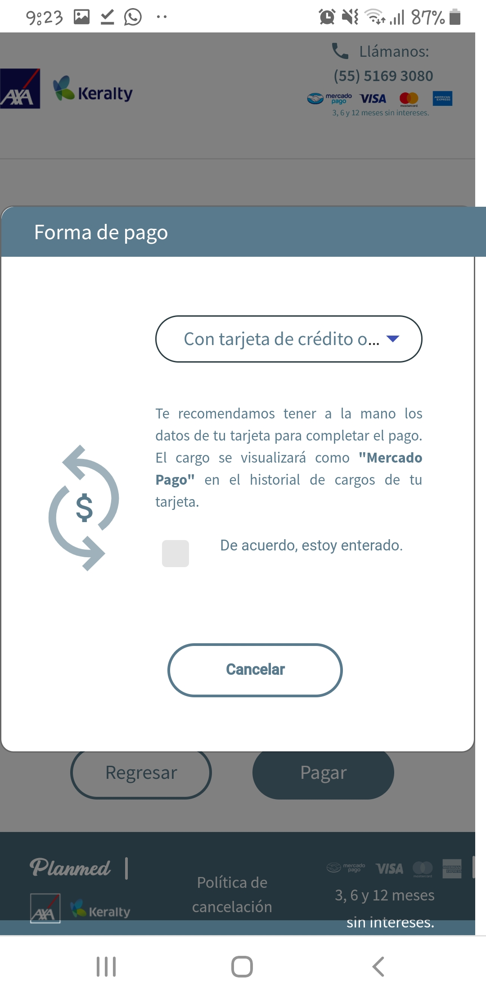 9:23
87%
Llámanos:
(55) 5169 3080
AXA
Keralty
mercado pago VISA mastercard. AMERICAN EXPRESS
3, 6 y 12 meses sin intereses.
Forma de pago
Con tarjeta de crédito o...
Te recomendamos tener a la mano los
datos de tu tarjeta para completar el pago.
El cargo se visualizará como "Mercado
Pago" en el historial de cargos de tu
tarjeta.
$
De acuerdo, estoy enterado.
Cancelar
Regresar
Pagar
Planmed
AXA
Keralty
Política de
cancelación
mercado pago VISA mastercard AMERICAN EXPRESS
3, 6 y 12 meses
sin intereses.